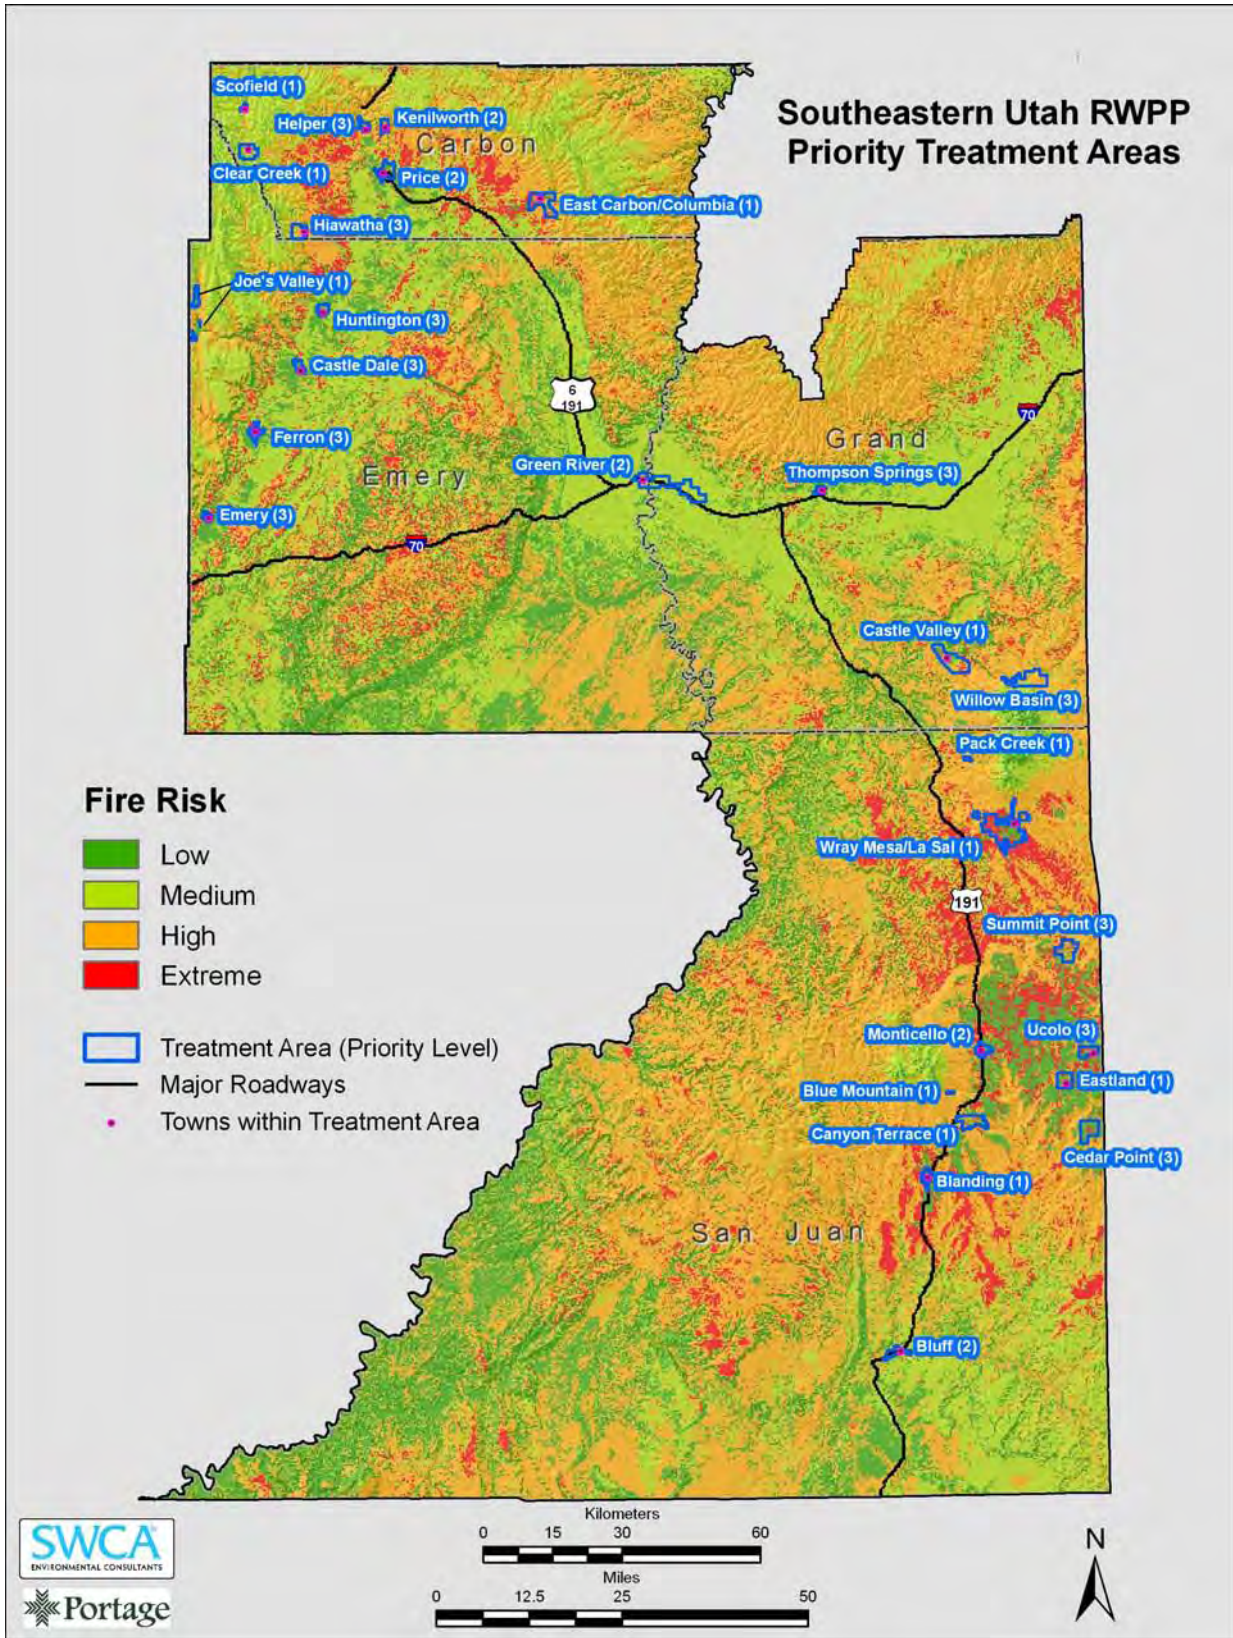 Southeastern Utah RWPP
Priority Treatment Areas
Scofield (1)
Helper (3)
Kenilworth (2)
Carbon
Clear Creek (1)
Price (2)
East Carbon/Columbia (1)
Hiawatha (3)
Joe's Valley (1)
Huntington (3)
Castle Dale (3)
6
191
70
Ferron (3)
Grand
Green River (2)
Thompson Springs (3)
Emery
Emery (3)
70
Castle Valley (1)
Willow Basin (3)
Pack Creek (1)
Fire Risk
Low
Medium
High
Extreme
Treatment Area (Priority Level)
Major Roadways
Towns within Treatment Area
Wray Mesa/La Sal (1)
191
Summit Point (3)
Monticello (2)
Ucolo (3)
Eastland (1)
Blue Mountain (1)
Canyon Terrace (1)
Cedar Point (3)
Blanding (1)
San Juan
Bluff (2)
SWCA
ENVIRONMENTAL CONSULTANTS
Portage
Kilometers
0 15 30 60
Miles
0 12.5 25 50
N